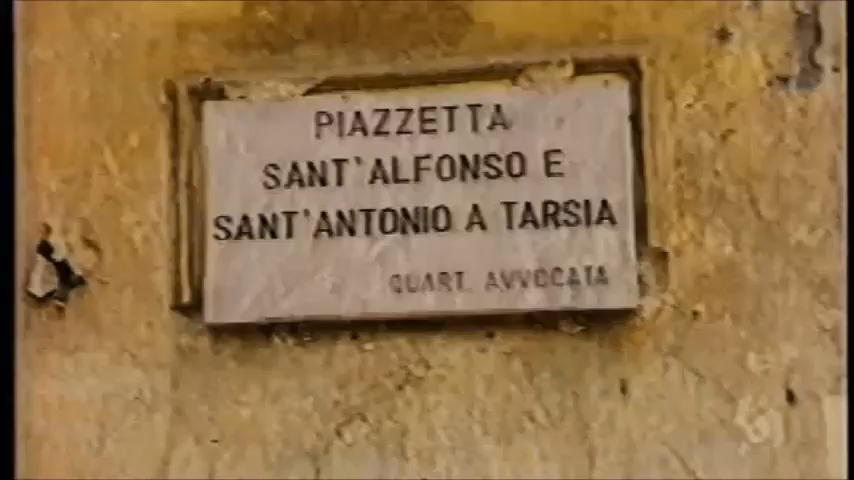 PIAZZETTA
SANT'ALFONSO E
SANT'ANTONIO A TARSIA
QUART. AVVOCATA